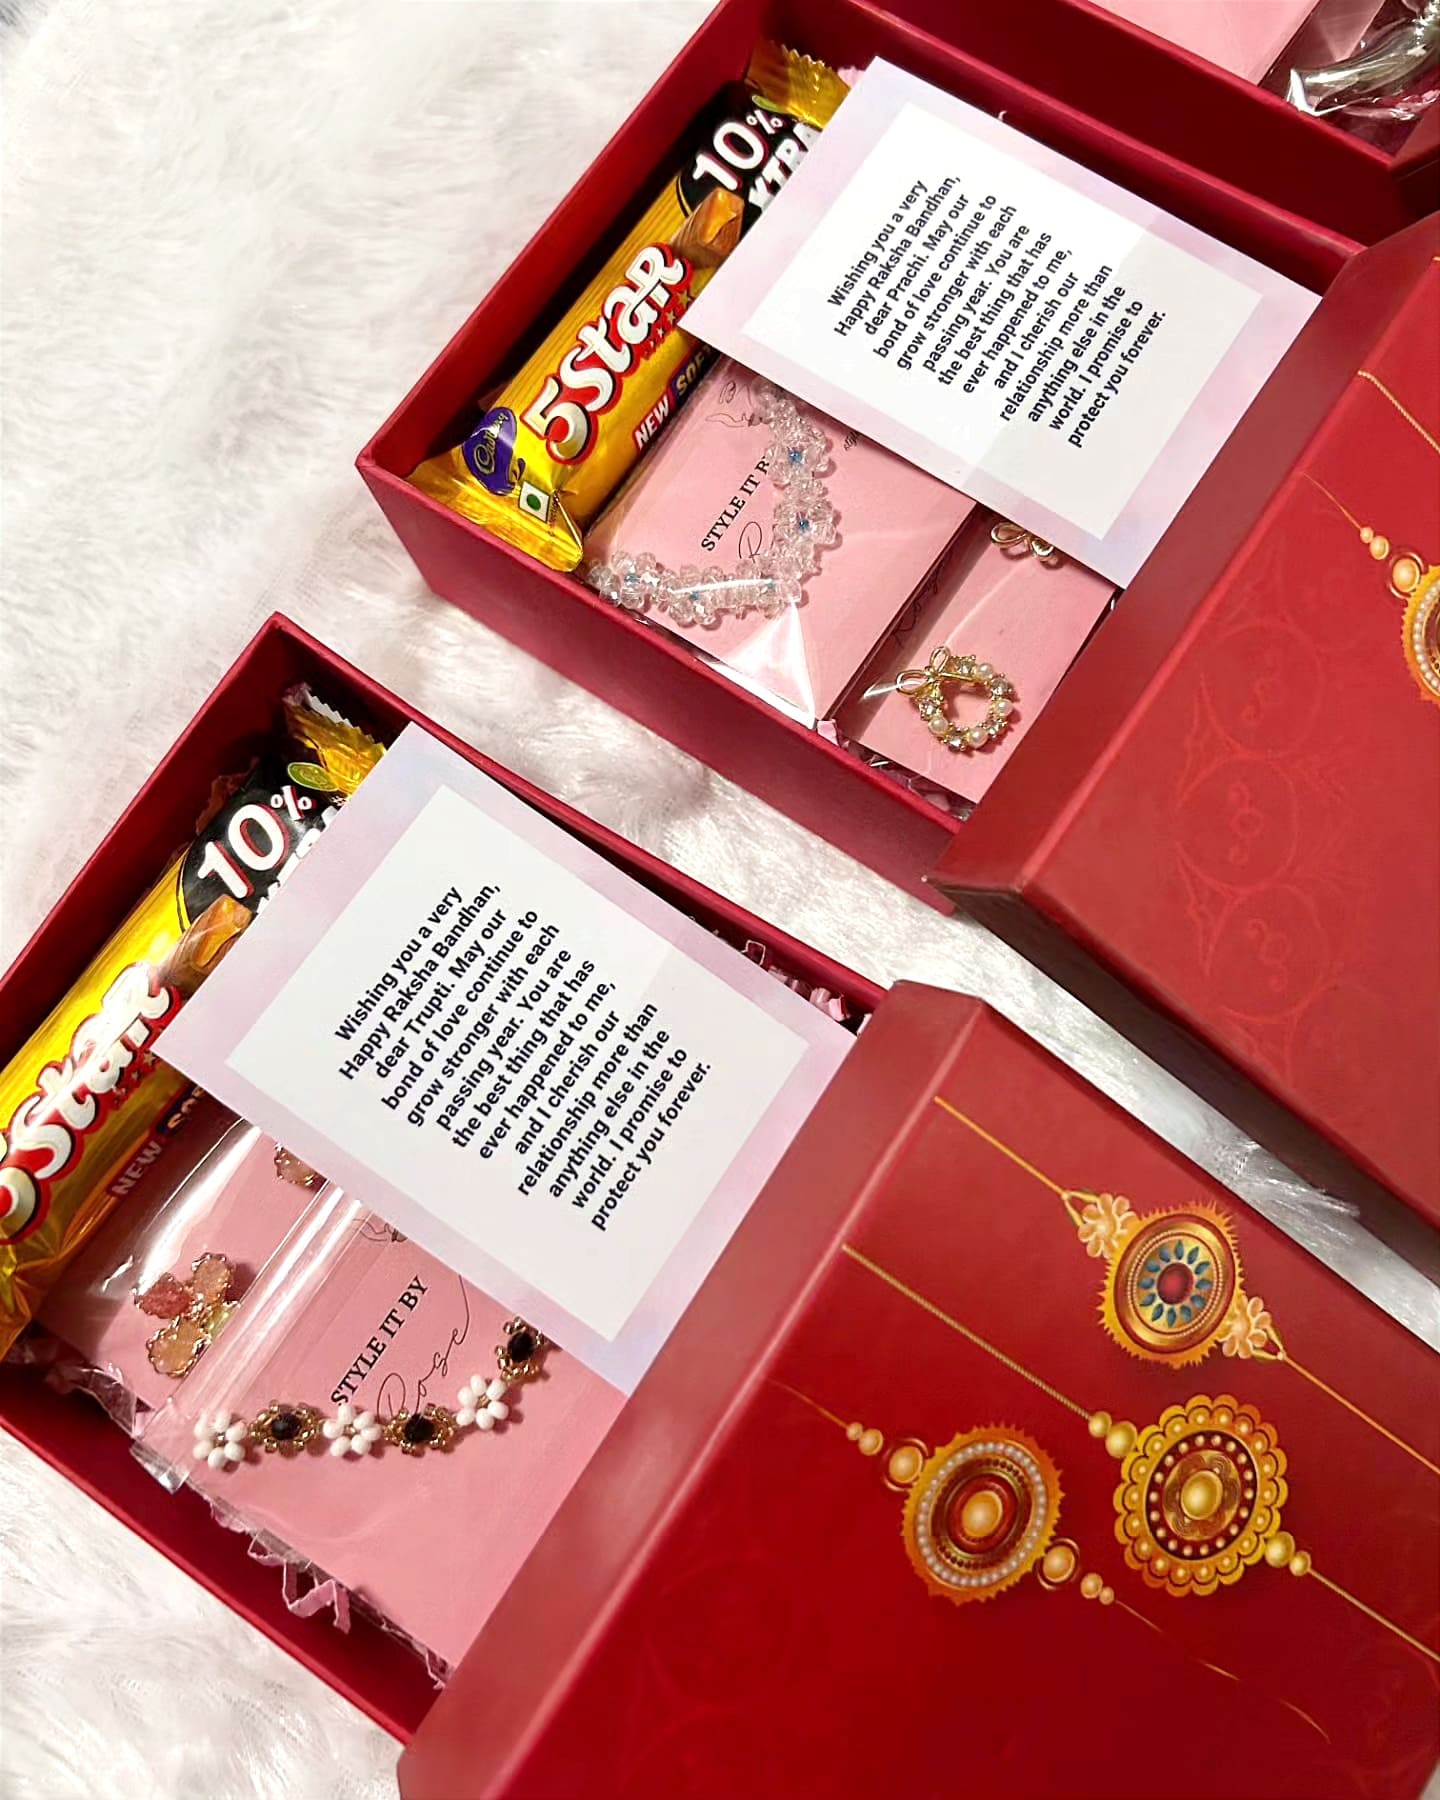 10%
XTRA
5Star
NEW SOFT
Cadbury
Wishing you a very
Happy Raksha Bandhan,
dear Prachi. May our
bond of love continue to
grow stronger with each
passing year. You are
the best thing that has
ever happened to me,
and I cherish our
relationship more than
anything else in the
world. I promise to
protect you forever.
STYLE IT BY
10%
5Star
NEW
Wishing you a very
Happy Raksha Bandhan,
dear Trupti. May our
bond of love continue to
grow stronger with each
passing year. You are
the best thing that has
ever happened to me,
and I cherish our
relationship more than
anything else in the
world. I promise to
protect you forever.
STYLE IT BY
Rose